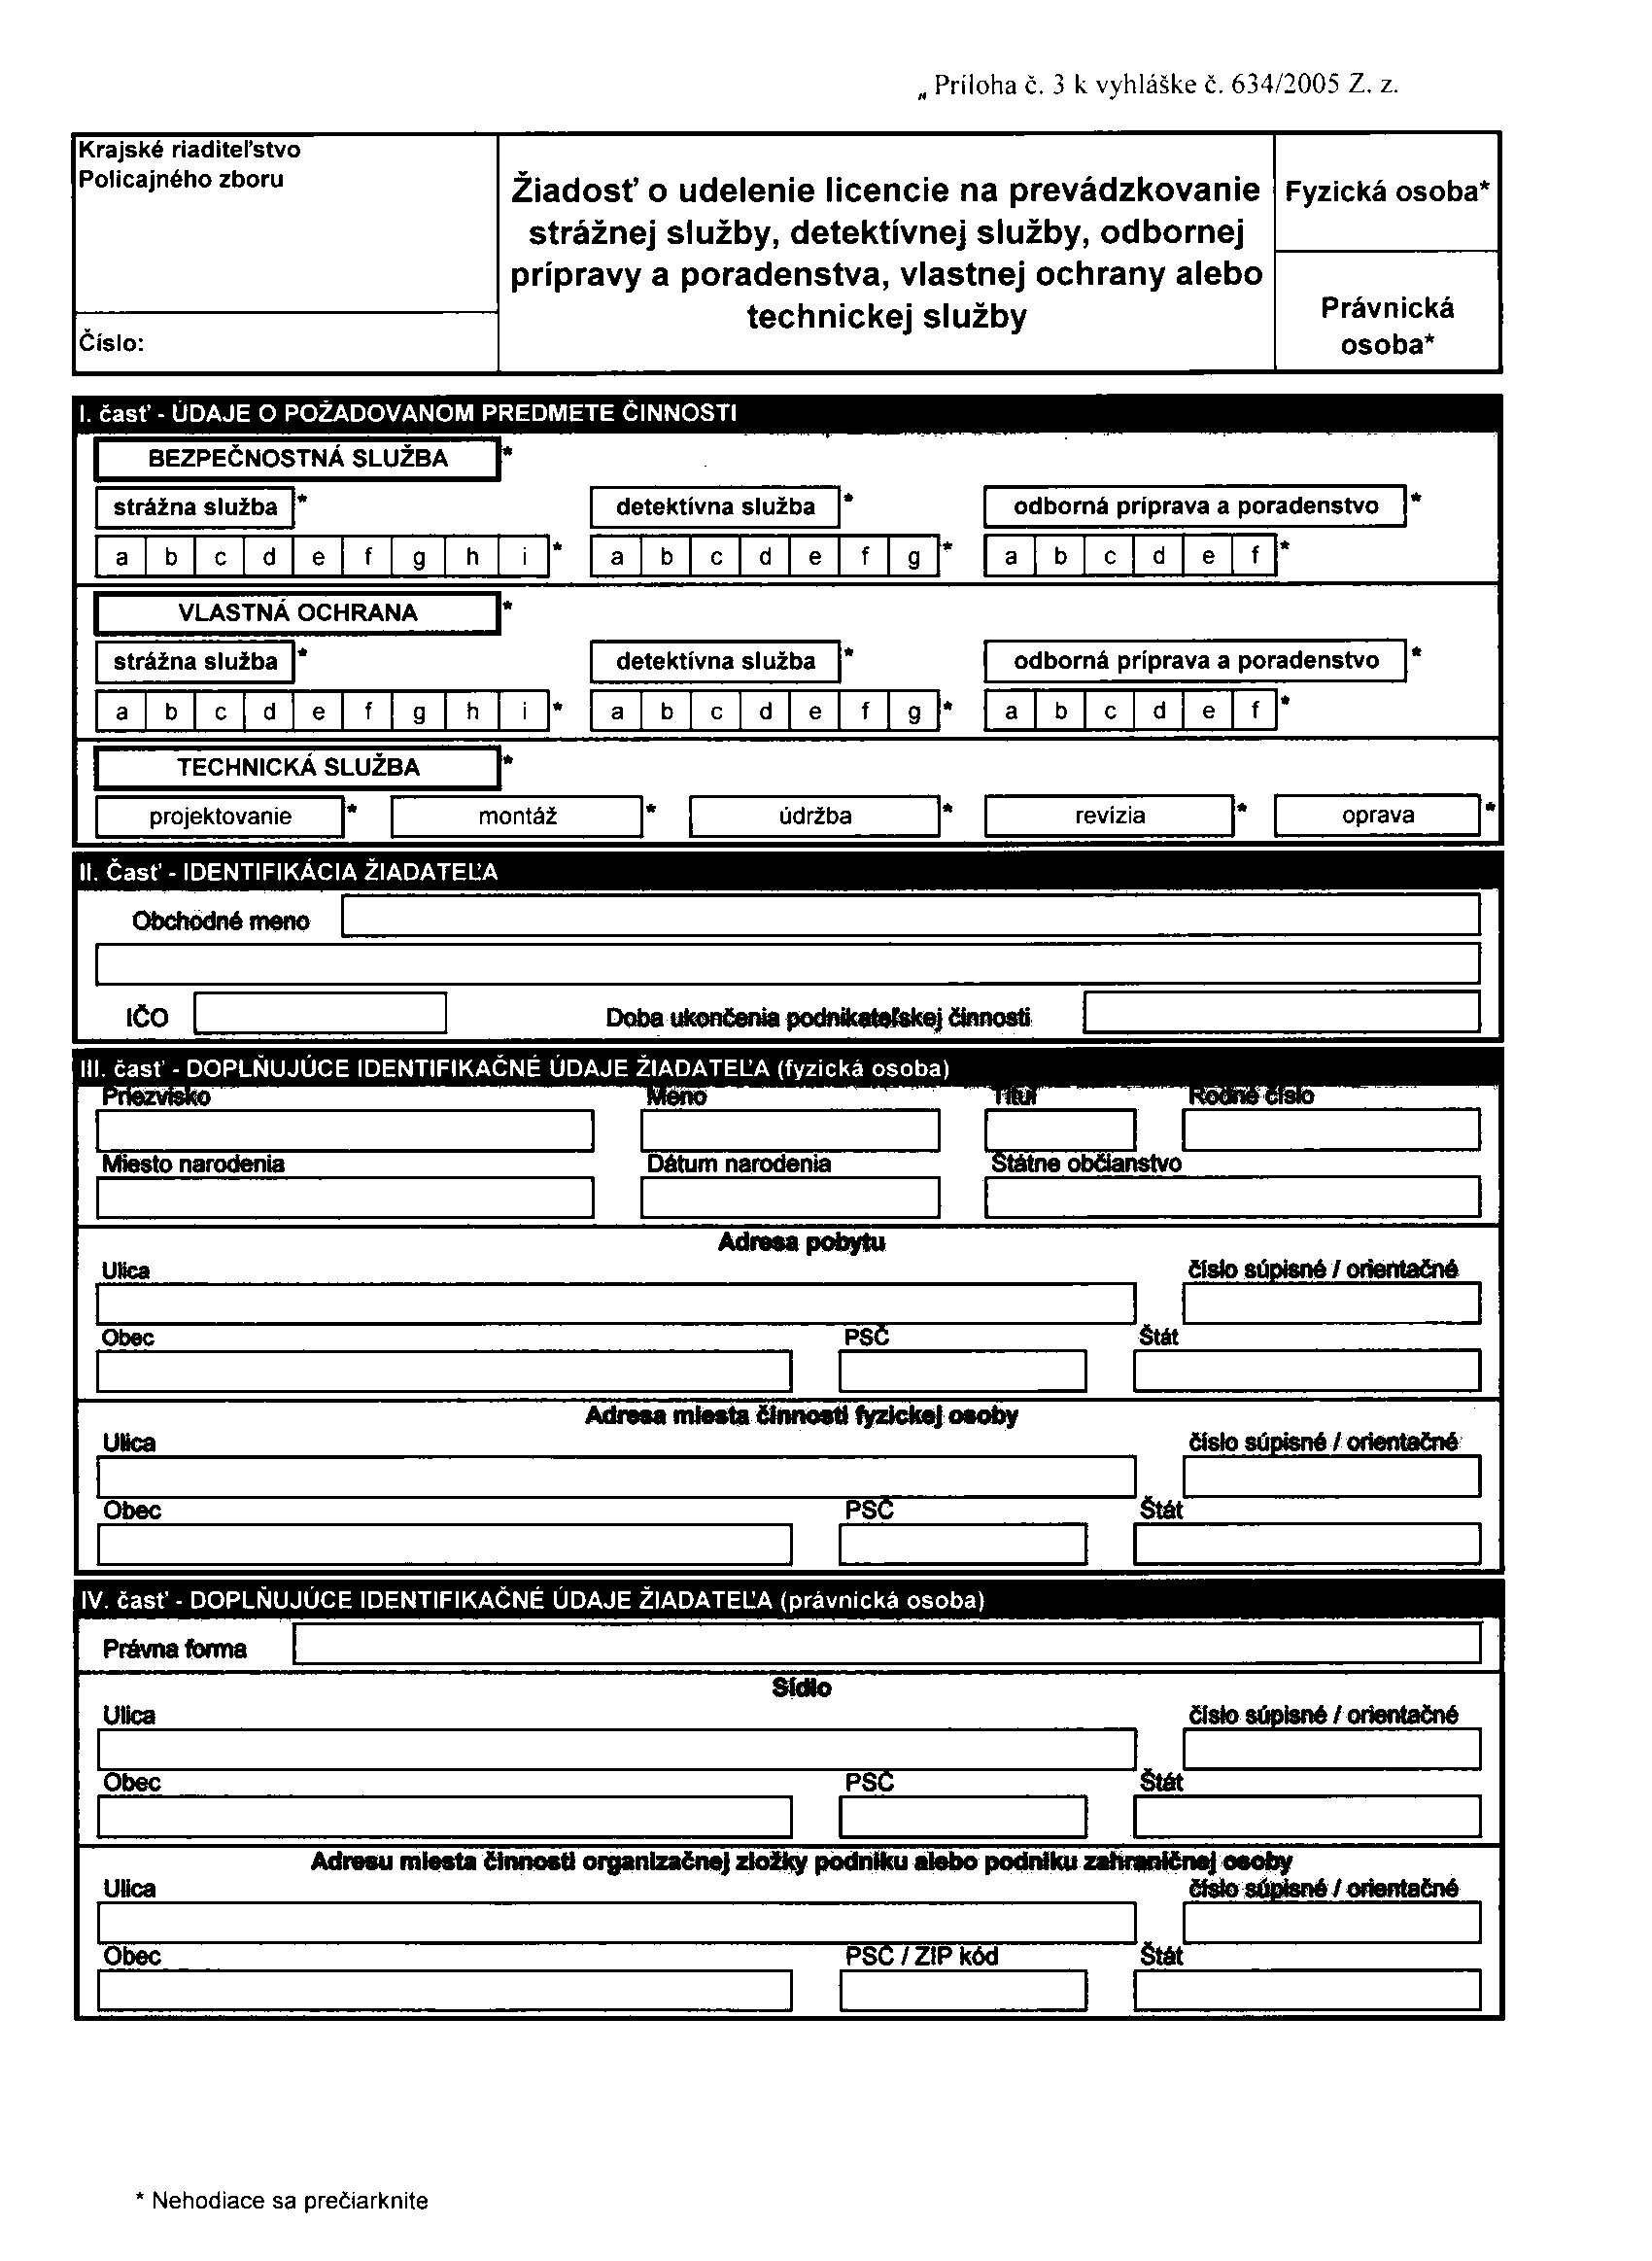 „ Príloha č. 3 k vyhláške č. 634/2005 Z. z.
Krajské riaditeľstvo
Policajného zboru
Číslo:
Žiadosť o udelenie licencie na prevádzkovanie
strážnej služby, detektívnej služby, odbornej
prípravy a poradenstva, vlastnej ochrany alebo
technickej služby
Fyzická osoba*
Právnická
osoba*
I. časť - ÚDAJE O POŽADOVANOM PREDMETE ČINNOSTI
BEZPEČNOSTNÁ SLUŽBA *
strážna služba * detektívna služba * odborná príprava a poradenstvo *
a b c d e f g h i * a b c d e f g * a b c d e f *
VLASTNÁ OCHRANA *
strážna služba * detektívna služba * odborná príprava a poradenstvo *
a b c d e f g h i * a b c d e f g * a b c d e f *
TECHNICKÁ SLUŽBA *
projektovanie * montáž * údržba * revízia * oprava *
II. Časť - IDENTIFIKÁCIA ŽIADATEĽA
Obchodné meno
IČO Doba ukončenia podnikateľskej činnosti
III. časť - DOPLŇUJÚCE IDENTIFIKAČNÉ ÚDAJE ŽIADATEĽA (fyzická osoba)
Priezvisko Meno Titul Rodné číslo
Miesto narodenia Dátum narodenia Štátne občianstvo
Adresa pobytu
Ulica číslo súpisné / orientačné
Obec PSČ Štát
Adresa miesta činnosti fyzickej osoby
Ulica číslo súpisné / orientačné
Obec PSČ Štát
IV. časť - DOPLŇUJÚCE IDENTIFIKAČNÉ ÚDAJE ŽIADATEĽA (právnická osoba)
Právna forma
Sídlo
Ulica číslo súpisné / orientačné
Obec PSČ Štát
Adresu miesta činnosti organizačnej zložky podniku alebo podniku zahraničnej osoby
Ulica číslo súpisné / orientačné
Obec PSČ / ZIP kód Štát
* Nehodiace sa prečiarknite